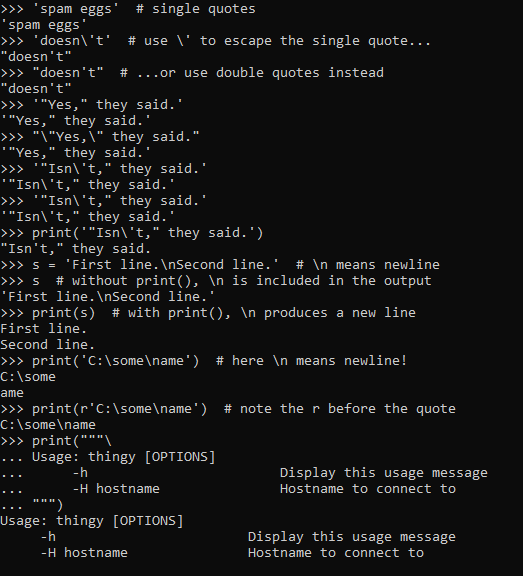 >>> 'spam eggs'  # single quotes
'spam eggs'
>>> 'doesn\'t'  # use \' to escape the single quote...
"doesn't"
>>> "doesn't"  # ...or use double quotes instead
"doesn't"
>>> '"Yes," they said.'
'"Yes," they said.'
>>> "\"Yes,\" they said."
'"Yes," they said.'
>>> '"Isn\'t," they said.'
'"Isn\'t," they said.'
>>> '"Isn\'t," they said.'
'"Isn\'t," they said.'
>>> print('"Isn\'t," they said.')
"Isn't," they said.
>>> s = 'First line.\nSecond line.'  # \n means newline
>>> s  # without print(), \n is included in the output
'First line.\nSecond line.'
>>> print(s)  # with print(), \n produces a new line
First line.
Second line.
>>> print('C:\some\name')  # here \n means newline!
C:\some
ame
>>> print(r'C:\some\name')  # note the r before the quote
C:\some\name
>>> print("""\
... Usage: thingy [OPTIONS]
...      -h                        Display this usage message
...      -H hostname               Hostname to connect to
... """)
Usage: thingy [OPTIONS]
     -h                        Display this usage message
     -H hostname               Hostname to connect to